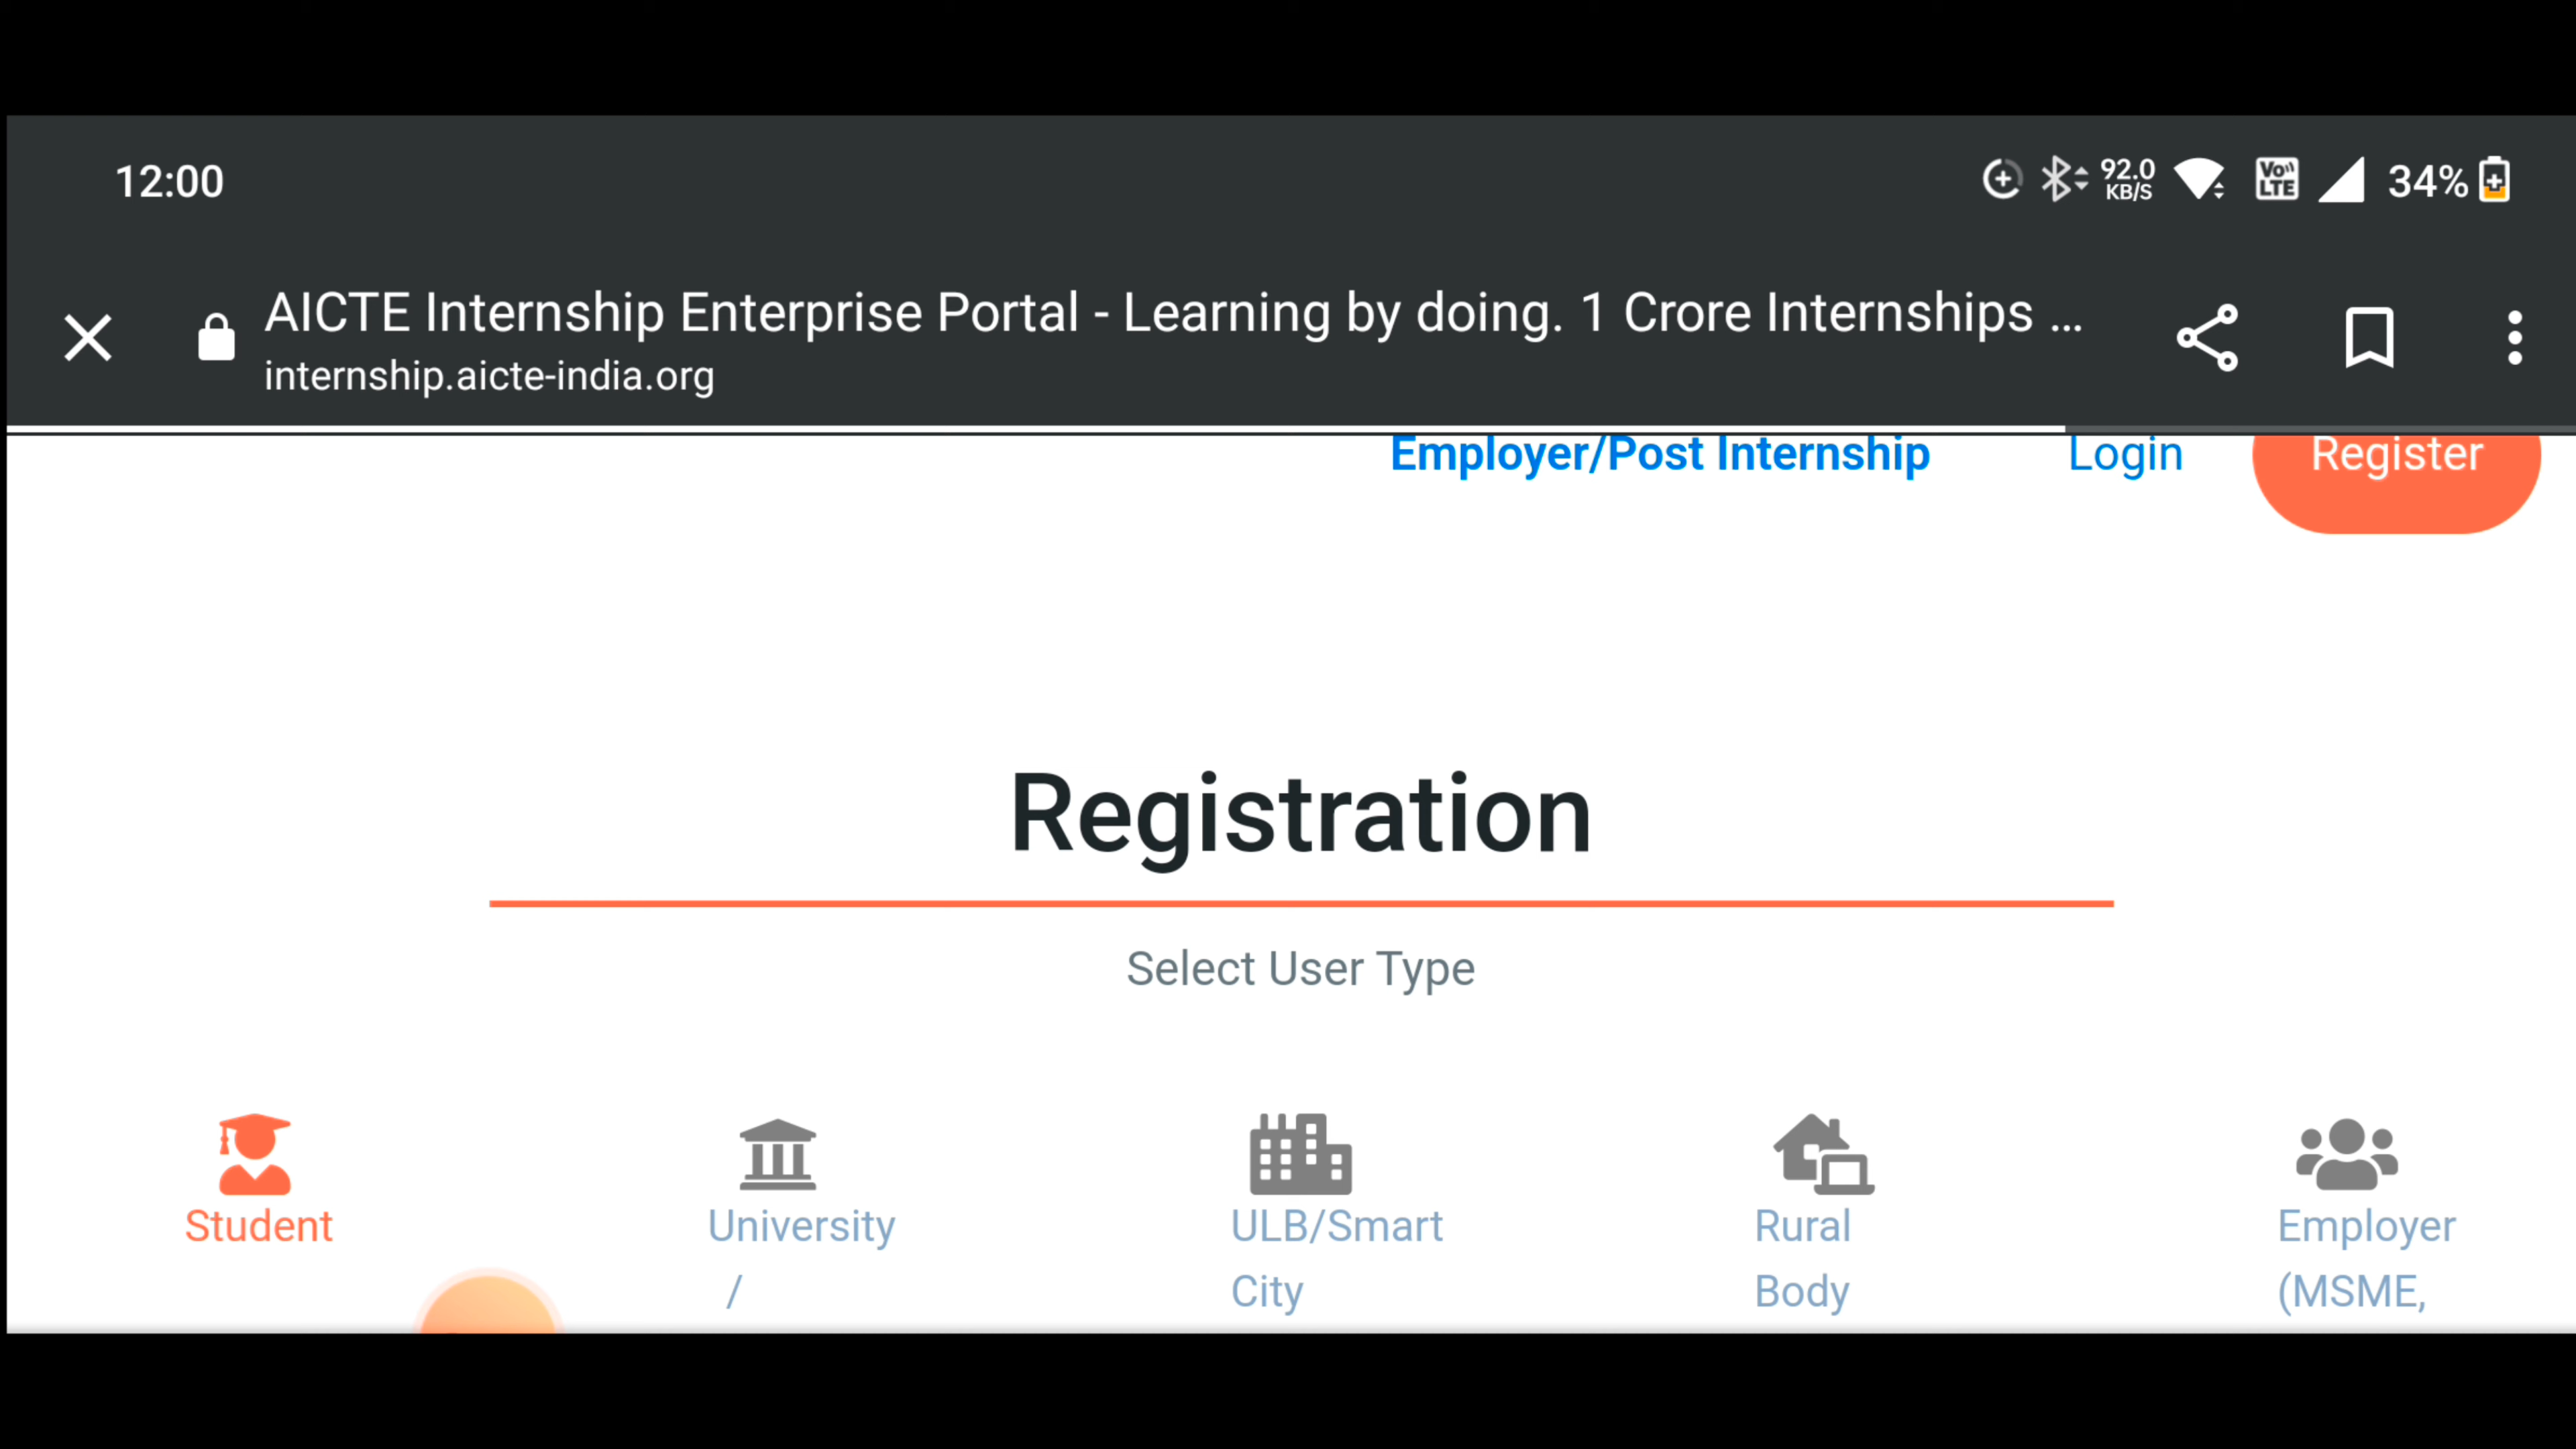 12:00
92.0
KB/S
Vo))
LTE
34%
AICTE Internship Enterprise Portal - Learning by doing. 1 Crore Internships ...
internship.aicte-india.org
Employer/Post Internship Login Register
Registration
Select User Type
Student University ULB/Smart Rural Employer
/ City Body (MSME,